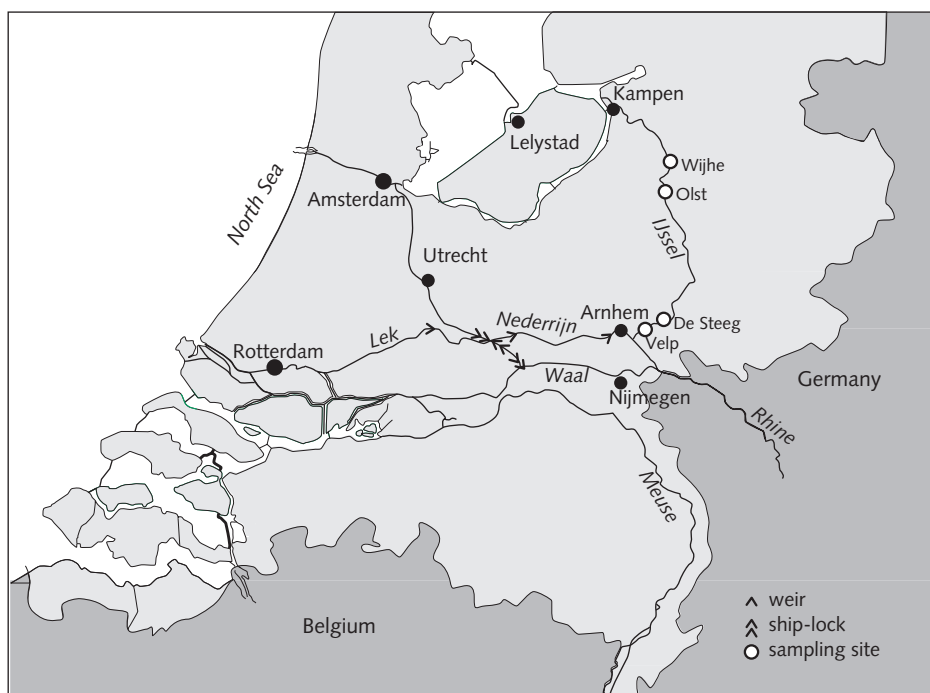 Kampen
Lelystad
Wijhe
North Sea
Amsterdam
Olst
IJssel
Utrecht
Arnhem
De Steeg
Nederrijn
Velp
Lek
Rotterdam
Waal
Germany
Nijmegen
Rhine
Meuse
weir
ship-lock
sampling site
Belgium